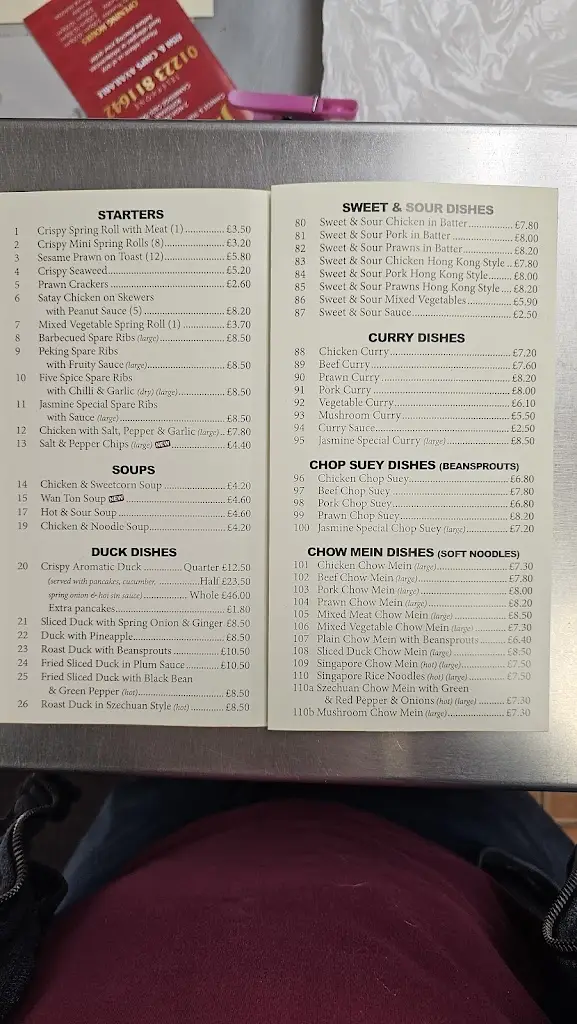 01223 811642
FISH & CHIPS AVAILABLE
OPENING HOURS
STARTERS
1 Crispy Spring Roll with Meat (1) £3.50
2 Crispy Mini Spring Rolls (8) £3.20
3 Sesame Prawn on Toast (12) £5.80
4 Crispy Seaweed £5.20
5 Prawn Crackers £2.60
6 Satay Chicken on Skewers
with Peanut Sauce (5) £8.20
7 Mixed Vegetable Spring Roll (1) £3.70
8 Barbecued Spare Ribs (large) £8.50
9 Peking Spare Ribs
with Fruity Sauce (large) £8.50
10 Five Spice Spare Ribs
with Chilli & Garlic (dry) (large) £8.50
11 Jasmine Special Spare Ribs
with Sauce (large) £8.50
12 Chicken with Salt, Pepper & Garlic (large) £7.80
13 Salt & Pepper Chips (large) NEW £4.40
SOUPS
14 Chicken & Sweetcorn Soup £4.20
15 Wan Ton Soup NEW £4.60
17 Hot & Sour Soup £4.60
19 Chicken & Noodle Soup £4.20
DUCK DISHES
20 Crispy Aromatic Duck Quarter £12.50
(served with pancakes, cucumber, Half £23.50
spring onion & hoi sin sauce) Whole £46.00
Extra pancakes £1.80
21 Sliced Duck with Spring Onion & Ginger £8.50
22 Duck with Pineapple £8.50
23 Roast Duck with Beansprouts £10.50
24 Fried Sliced Duck in Plum Sauce £10.50
25 Fried Sliced Duck with Black Bean
& Green Pepper (hot) £8.50
26 Roast Duck in Szechuan Style (hot) £8.50
SWEET & SOUR DISHES
80 Sweet & Sour Chicken in Batter £7.80
81 Sweet & Sour Pork in Batter £8.00
82 Sweet & Sour Prawns in Batter £8.20
83 Sweet & Sour Chicken Hong Kong Style £7.80
84 Sweet & Sour Pork Hong Kong Style £8.00
85 Sweet & Sour Prawns Hong Kong Style £8.20
86 Sweet & Sour Mixed Vegetables £5.90
87 Sweet & Sour Sauce £2.50
CURRY DISHES
88 Chicken Curry £7.20
89 Beef Curry £7.60
90 Prawn Curry £8.20
91 Pork Curry £8.00
92 Vegetable Curry £6.10
93 Mushroom Curry £5.50
94 Curry Sauce £2.50
95 Jasmine Special Curry (large) £8.50
CHOP SUEY DISHES (BEANSPROUTS)
96 Chicken Chop Suey £6.80
97 Beef Chop Suey £7.80
98 Pork Chop Suey £6.80
99 Prawn Chop Suey £8.20
100 Jasmine Special Chop Suey (large) £7.20
CHOW MEIN DISHES (SOFT NOODLES)
101 Chicken Chow Mein (large) £7.30
102 Beef Chow Mein (large) £7.80
103 Pork Chow Mein (large) £8.00
104 Prawn Chow Mein (large) £8.20
105 Mixed Meat Chow Mein (large) £8.50
106 Mixed Vegetable Chow Mein (large) £7.30
107 Plain Chow Mein with Beansprouts £6.40
108 Sliced Duck Chow Mein (large) £8.50
109 Singapore Chow Mein (hot) (large) £7.50
110 Singapore Rice Noodles (hot) (large) £7.50
110a Szechuan Chow Mein with Green
& Red Pepper & Onions (hot) (large) £7.30
110b Mushroom Chow Mein (large) £7.30